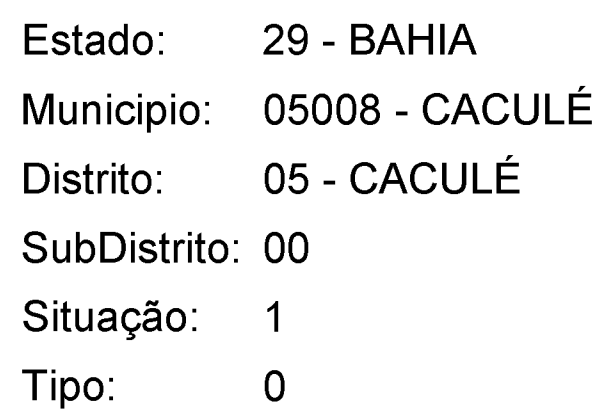 Estado: 29 - BAHIA
Municipio: 05008 - CACULÉ
Distrito: 05 - CACULÉ
SubDistrito: 00
Situação: 1
Tipo: 0